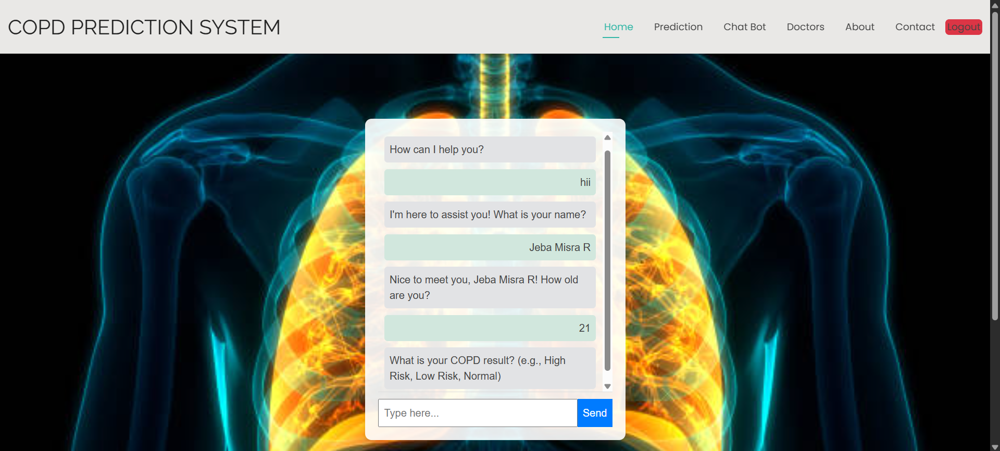 COPD PREDICTION SYSTEM
Home Prediction Chat Bot Doctors About Contact Logout
How can I help you?
hii
I'm here to assist you! What is your name?
Jeba Misra R
Nice to meet you, Jeba Misra R! How old
are you?
21
What is your COPD result? (e.g., High
Risk, Low Risk, Normal)
Type here...
Send